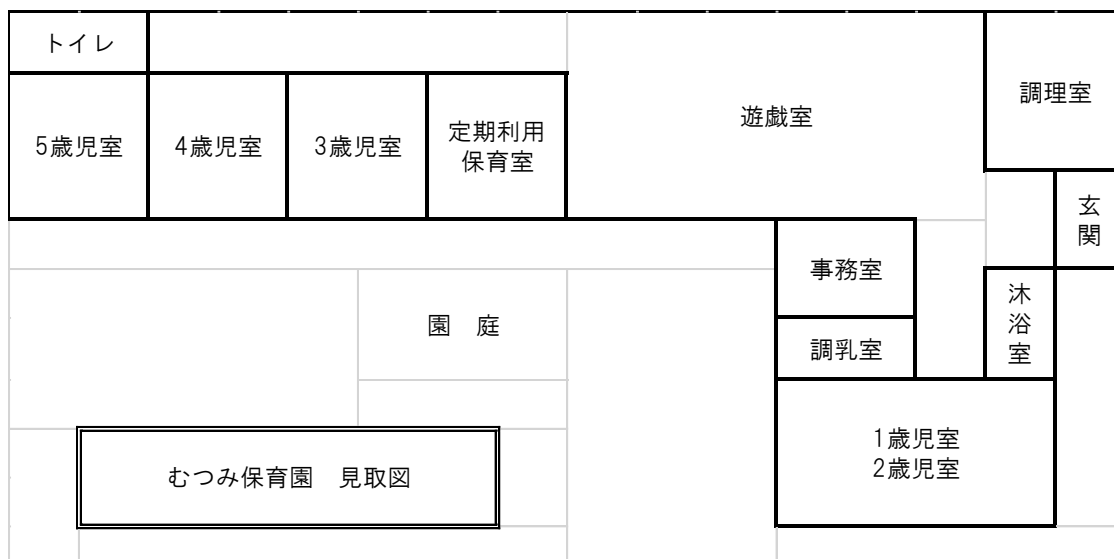 トイレ
5歳児室
4歳児室
3歳児室
定期利用
保育室
遊戯室
調理室
玄
関
事務室
沐
浴
室
調乳室
園　庭
1歳児室
2歳児室
むつみ保育園　見取図